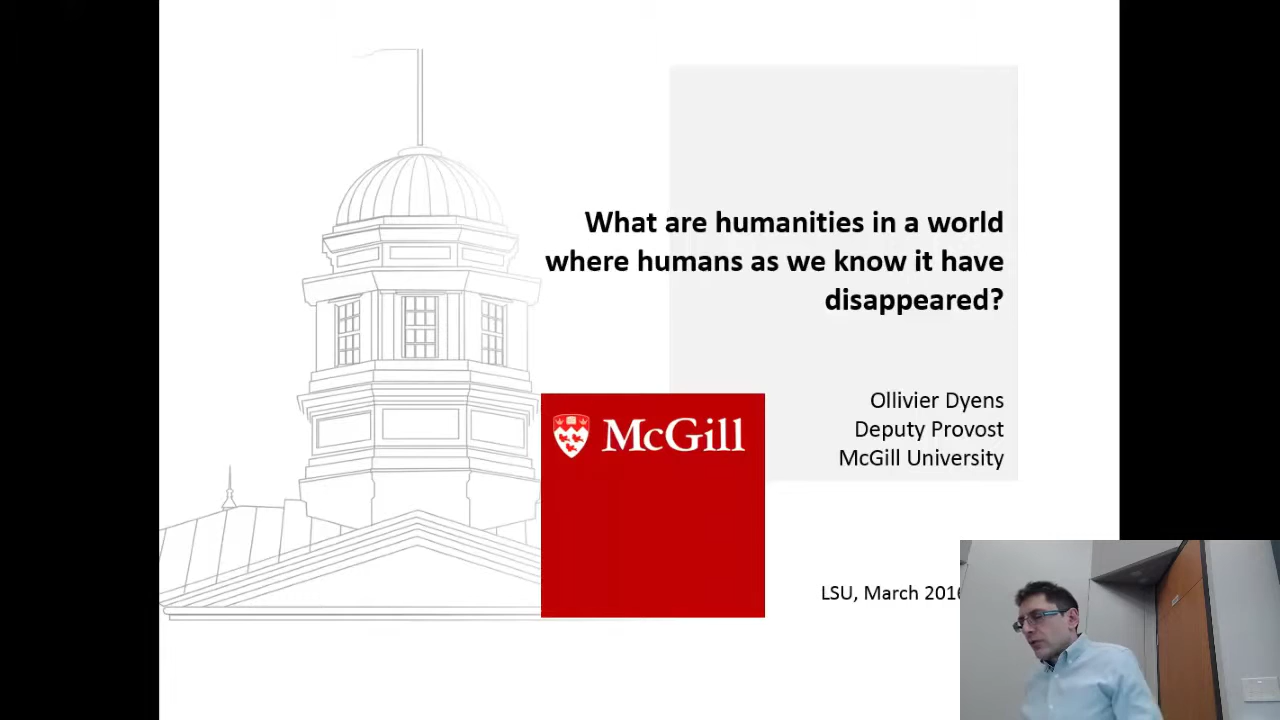 What are humanities in a world
where humans as we know it have
disappeared?
Ollivier Dyens
Deputy Provost
McGill University
McGill
LSU, March 2016